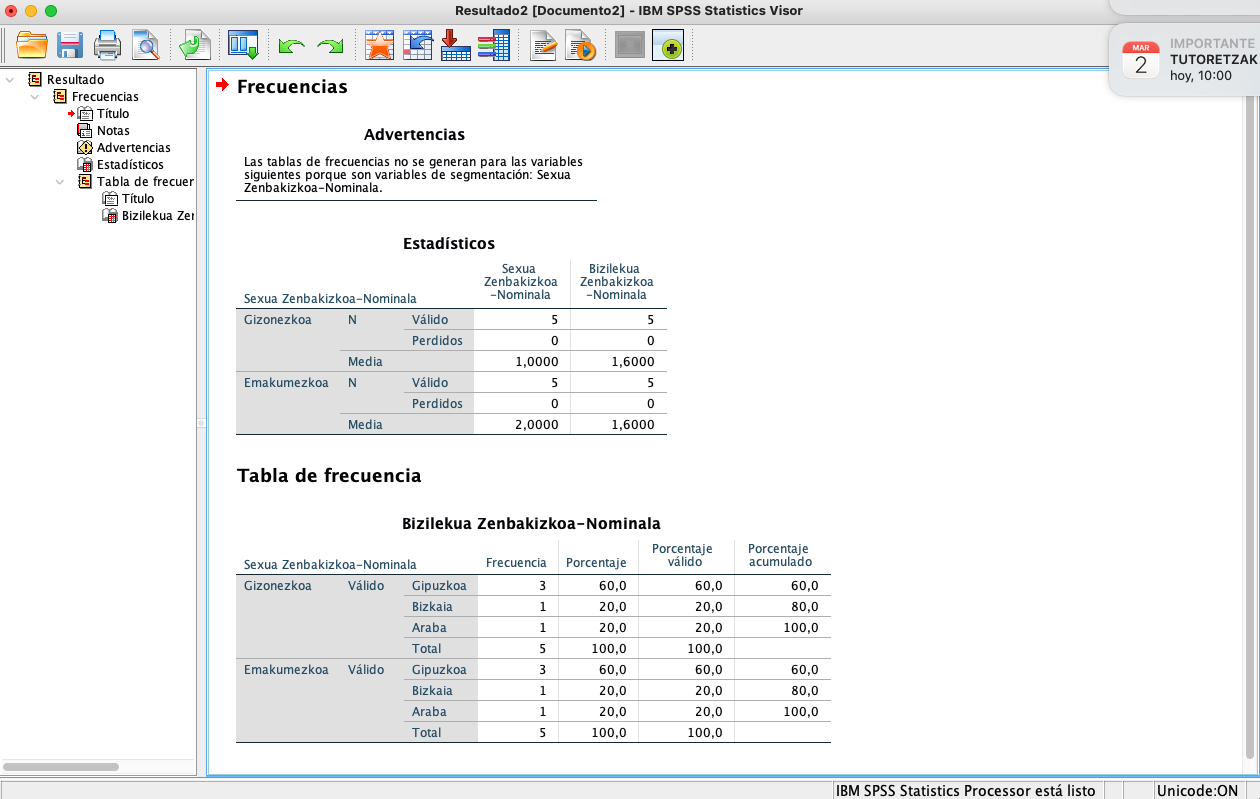 Resultado2 [Documento2] - IBM SPSS Statistics Visor
MAR
2
IMPORTANTE
TUTORETZAK
hoy, 10:00
Resultado
Frecuencias
Título
Notas
Advertencias
Estadísticos
Tabla de frecuer
Título
Bizilekua Zer
Frecuencias
Advertencias
Las tablas de frecuencias no se generan para las variables
siguientes porque son variables de segmentación: Sexua
Zenbakizkoa-Nominala.
Estadísticos
Sexua Zenbakizkoa-Nominala
Sexua
Zenbakizkoa
-Nominala
Bizilekua
Zenbakizkoa
-Nominala
Gizonezkoa N Válido 5 5
Perdidos 0 0
Media 1,0000 1,6000
Emakumezkoa N Válido 5 5
Perdidos 0 0
Media 2,0000 1,6000
Tabla de frecuencia
Bizilekua Zenbakizkoa-Nominala
Sexua Zenbakizkoa-Nominala
Frecuencia
Porcentaje
Porcentaje
válido
Porcentaje
acumulado
Gizonezkoa Válido Gipuzkoa 3 60,0 60,0 60,0
Bizkaia 1 20,0 20,0 80,0
Araba 1 20,0 20,0 100,0
Total 5 100,0 100,0
Emakumezkoa Válido Gipuzkoa 3 60,0 60,0 60,0
Bizkaia 1 20,0 20,0 80,0
Araba 1 20,0 20,0 100,0
Total 5 100,0 100,0
IBM SPSS Statistics Processor está listo
Unicode:ON